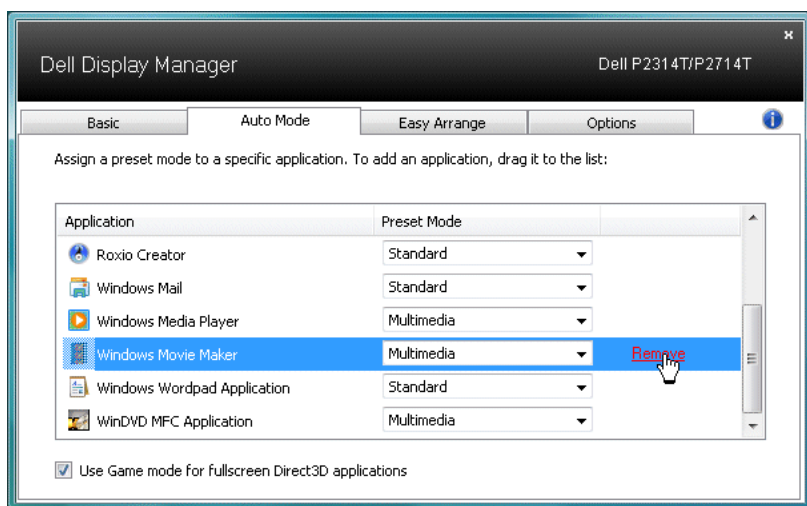 x
Dell Display Manager
Dell P2314T/P2714T
Basic
Auto Mode
Easy Arrange
Options
i
Assign a preset mode to a specific application. To add an application, drag it to the list:
Application Preset Mode
Roxio Creator Standard
Windows Mail Standard
Windows Media Player Multimedia
Windows Movie Maker Multimedia Remove
Windows Wordpad Application Standard
WinDVD MFC Application Multimedia
Use Game mode for fullscreen Direct3D applications